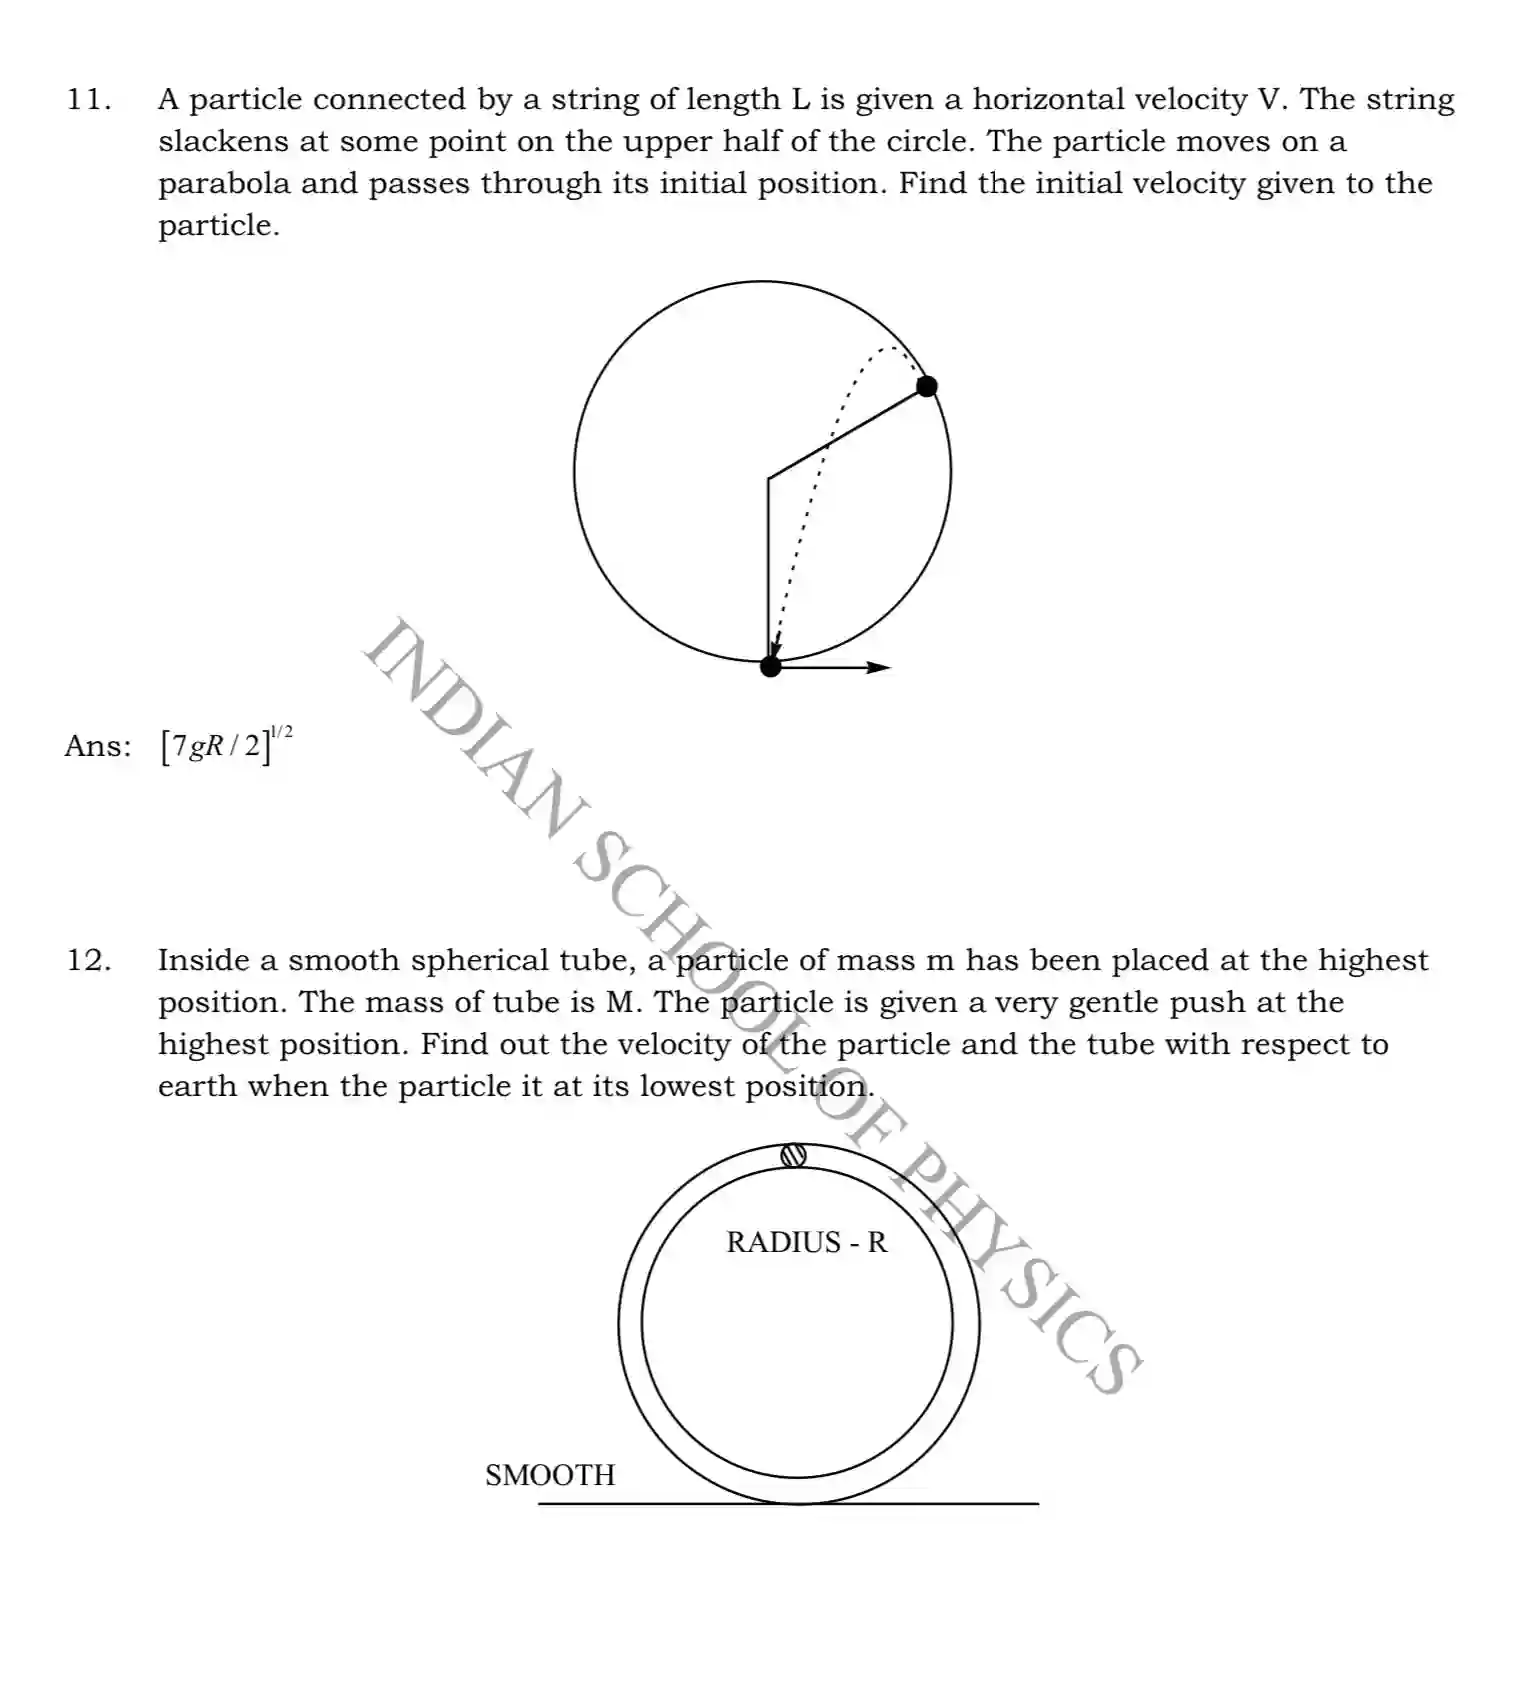 11. A particle connected by a string of length L is given a horizontal velocity V. The string
slackens at some point on the upper half of the circle. The particle moves on a
parabola and passes through its initial position. Find the initial velocity given to the
particle.
Ans: [7gR / 2]^1/2
INDIAN SCHOOL OF PHYSICS
12. Inside a smooth spherical tube, a particle of mass m has been placed at the highest
position. The mass of tube is M. The particle is given a very gentle push at the
highest position. Find out the velocity of the particle and the tube with respect to
earth when the particle it at its lowest position.
RADIUS - R
SMOOTH